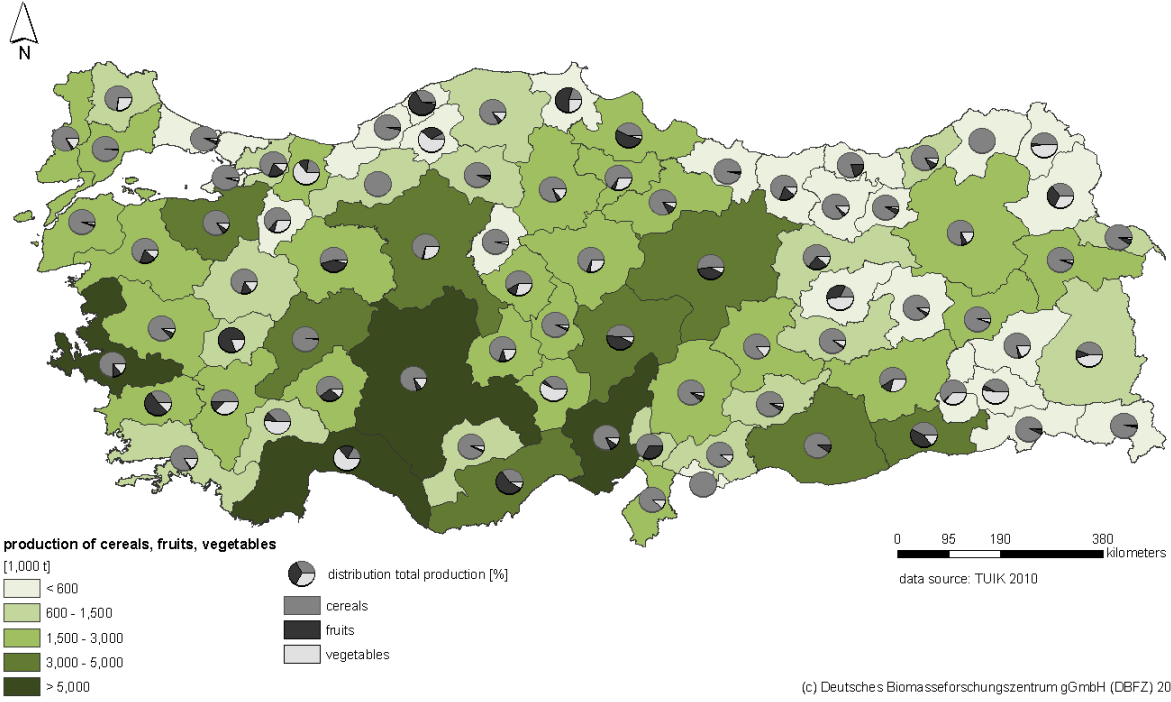 N
production of cereals, fruits, vegetables
[1,000 t]
< 600
600 - 1,500
1,500 - 3,000
3,000 - 5,000
> 5,000
distribution total production [%]
cereals
fruits
vegetables
0 95 190 380
kilometers
data source: TUIK 2010
(c) Deutsches Biomasseforschungszentrum gGmbH (DBFZ) 20